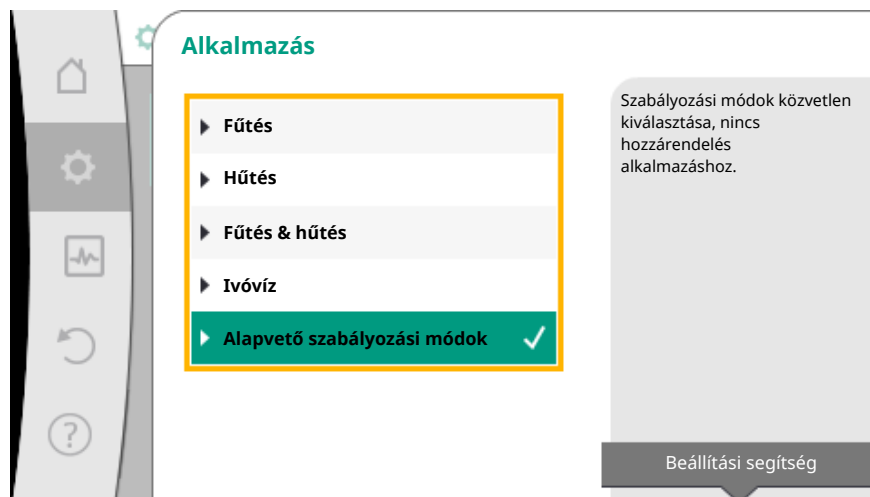 Alkalmazás
Fűtés
Hűtés
Fűtés & hűtés
Ivóvíz
Alapvető szabályozási módok
Szabályozási módok közvetlen
kiválasztása, nincs
hozzárendelés
alkalmazáshoz.
Beállítási segítség
?